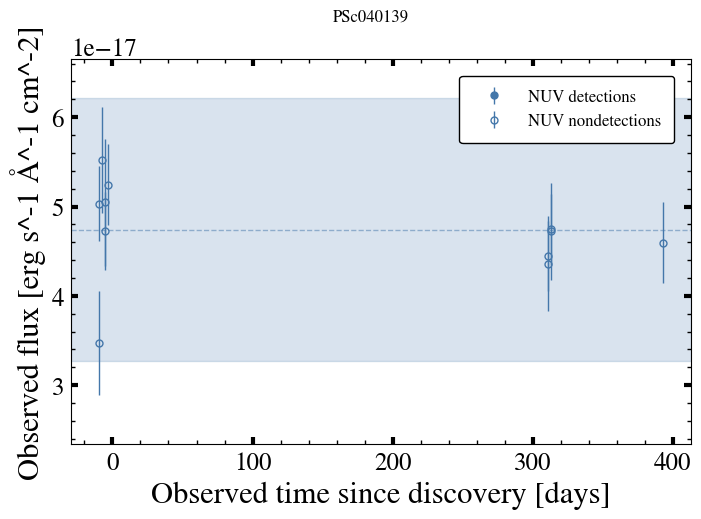 PSc040139
1e−17
Observed flux [erg s^-1 Å^-1 cm^-2]
6
5
4
3
NUV detections
NUV nondetections
0 100 200 300 400
Observed time since discovery [days]